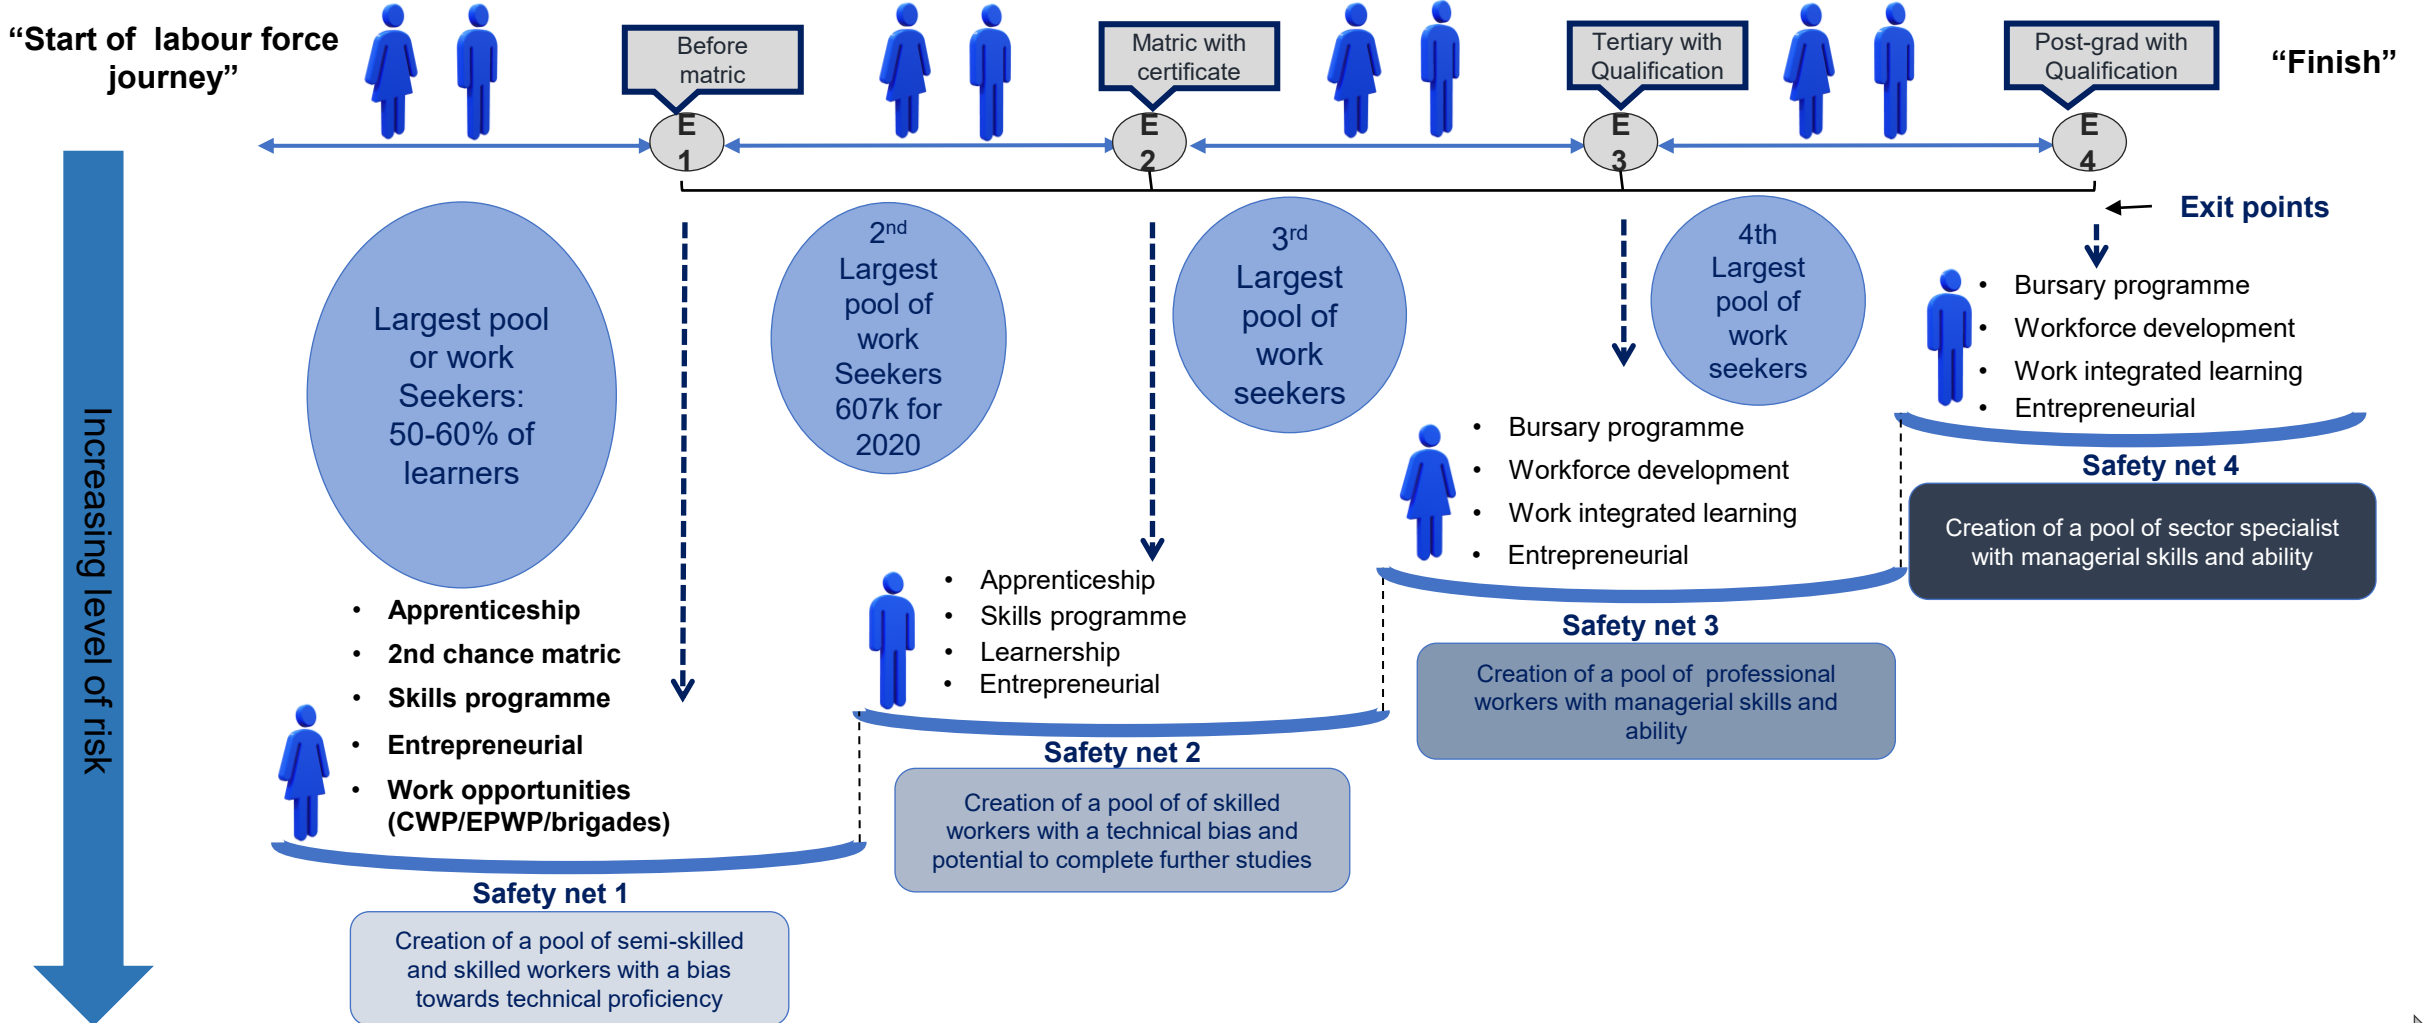 “Start of  labour force
journey”
Before
matric
Matric with
certificate
Tertiary with
Qualification
Post-grad with
Qualification
“Finish”
E
1
E
2
E
3
E
4
Exit points
Increasing level of risk
Largest pool
or work
Seekers:
50-60% of
learners
2nd
Largest
pool of
work
Seekers
607k for
2020
3rd
Largest
pool of
work
seekers
4th
Largest
pool of
work
seekers
• Apprenticeship
• 2nd chance matric
• Skills programme
• Entrepreneurial
• Work opportunities
(CWP/EPWP/brigades)
Safety net 1
Creation of a pool of semi-skilled
and skilled workers with a bias
towards technical proficiency
• Apprenticeship
• Skills programme
• Learnership
• Entrepreneurial
Safety net 2
Creation of a pool of of skilled
workers with a technical bias and
potential to complete further studies
• Bursary programme
• Workforce development
• Work integrated learning
• Entrepreneurial
Safety net 3
Creation of a pool of  professional
workers with managerial skills and
ability
• Bursary programme
• Workforce development
• Work integrated learning
• Entrepreneurial
Safety net 4
Creation of a pool of sector specialist
with managerial skills and ability